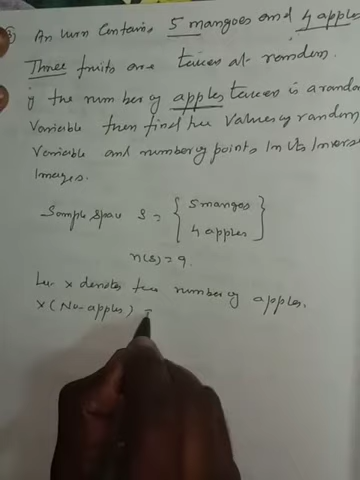 An urn Contains 5 mangoes and 4 apples
Three fruits are taken at random.
if the number of apples taken is a random
Variable then find the values of random
Variable and number of points In its Inverse
Images.
Sample space S = { 5 mangoes
4 apples }
n(s) = 9.
Let X denotes the number of apples.
X (No-apples)